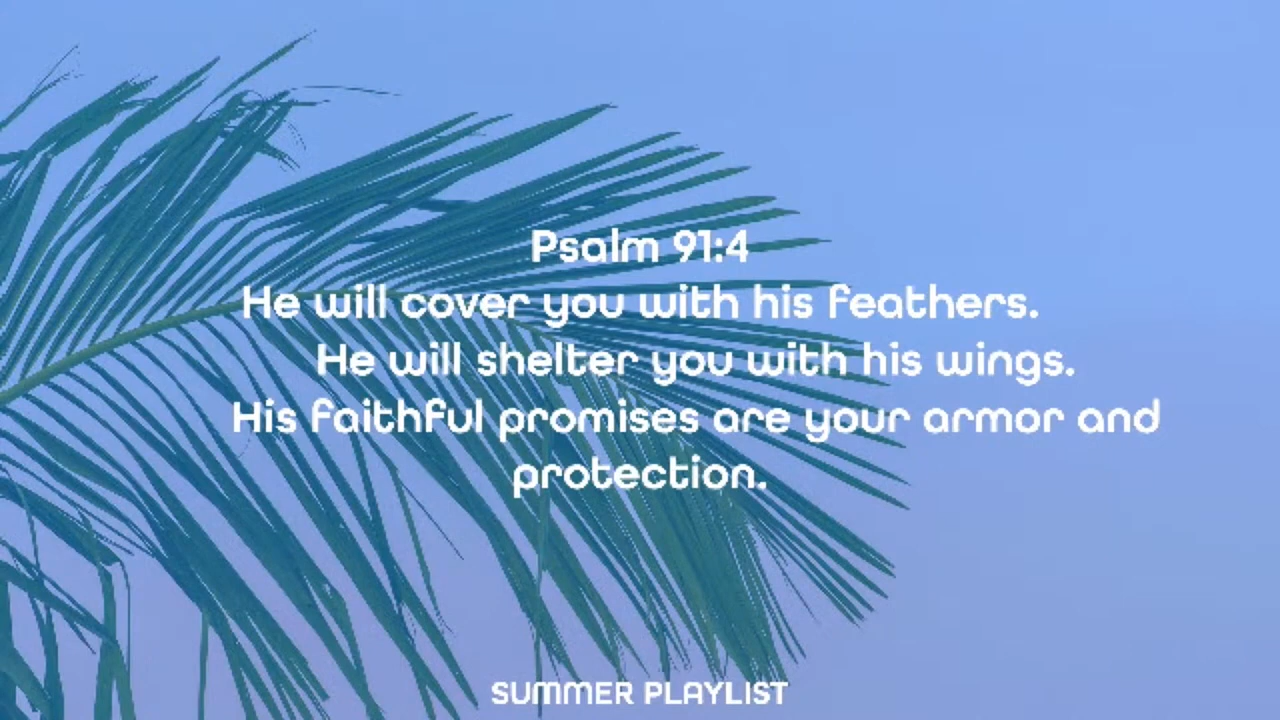 Psalm 91:4
He will cover you with his feathers.
He will shelter you with his wings.
His faithful promises are your armor and
protection.
SUMMER PLAYLIST